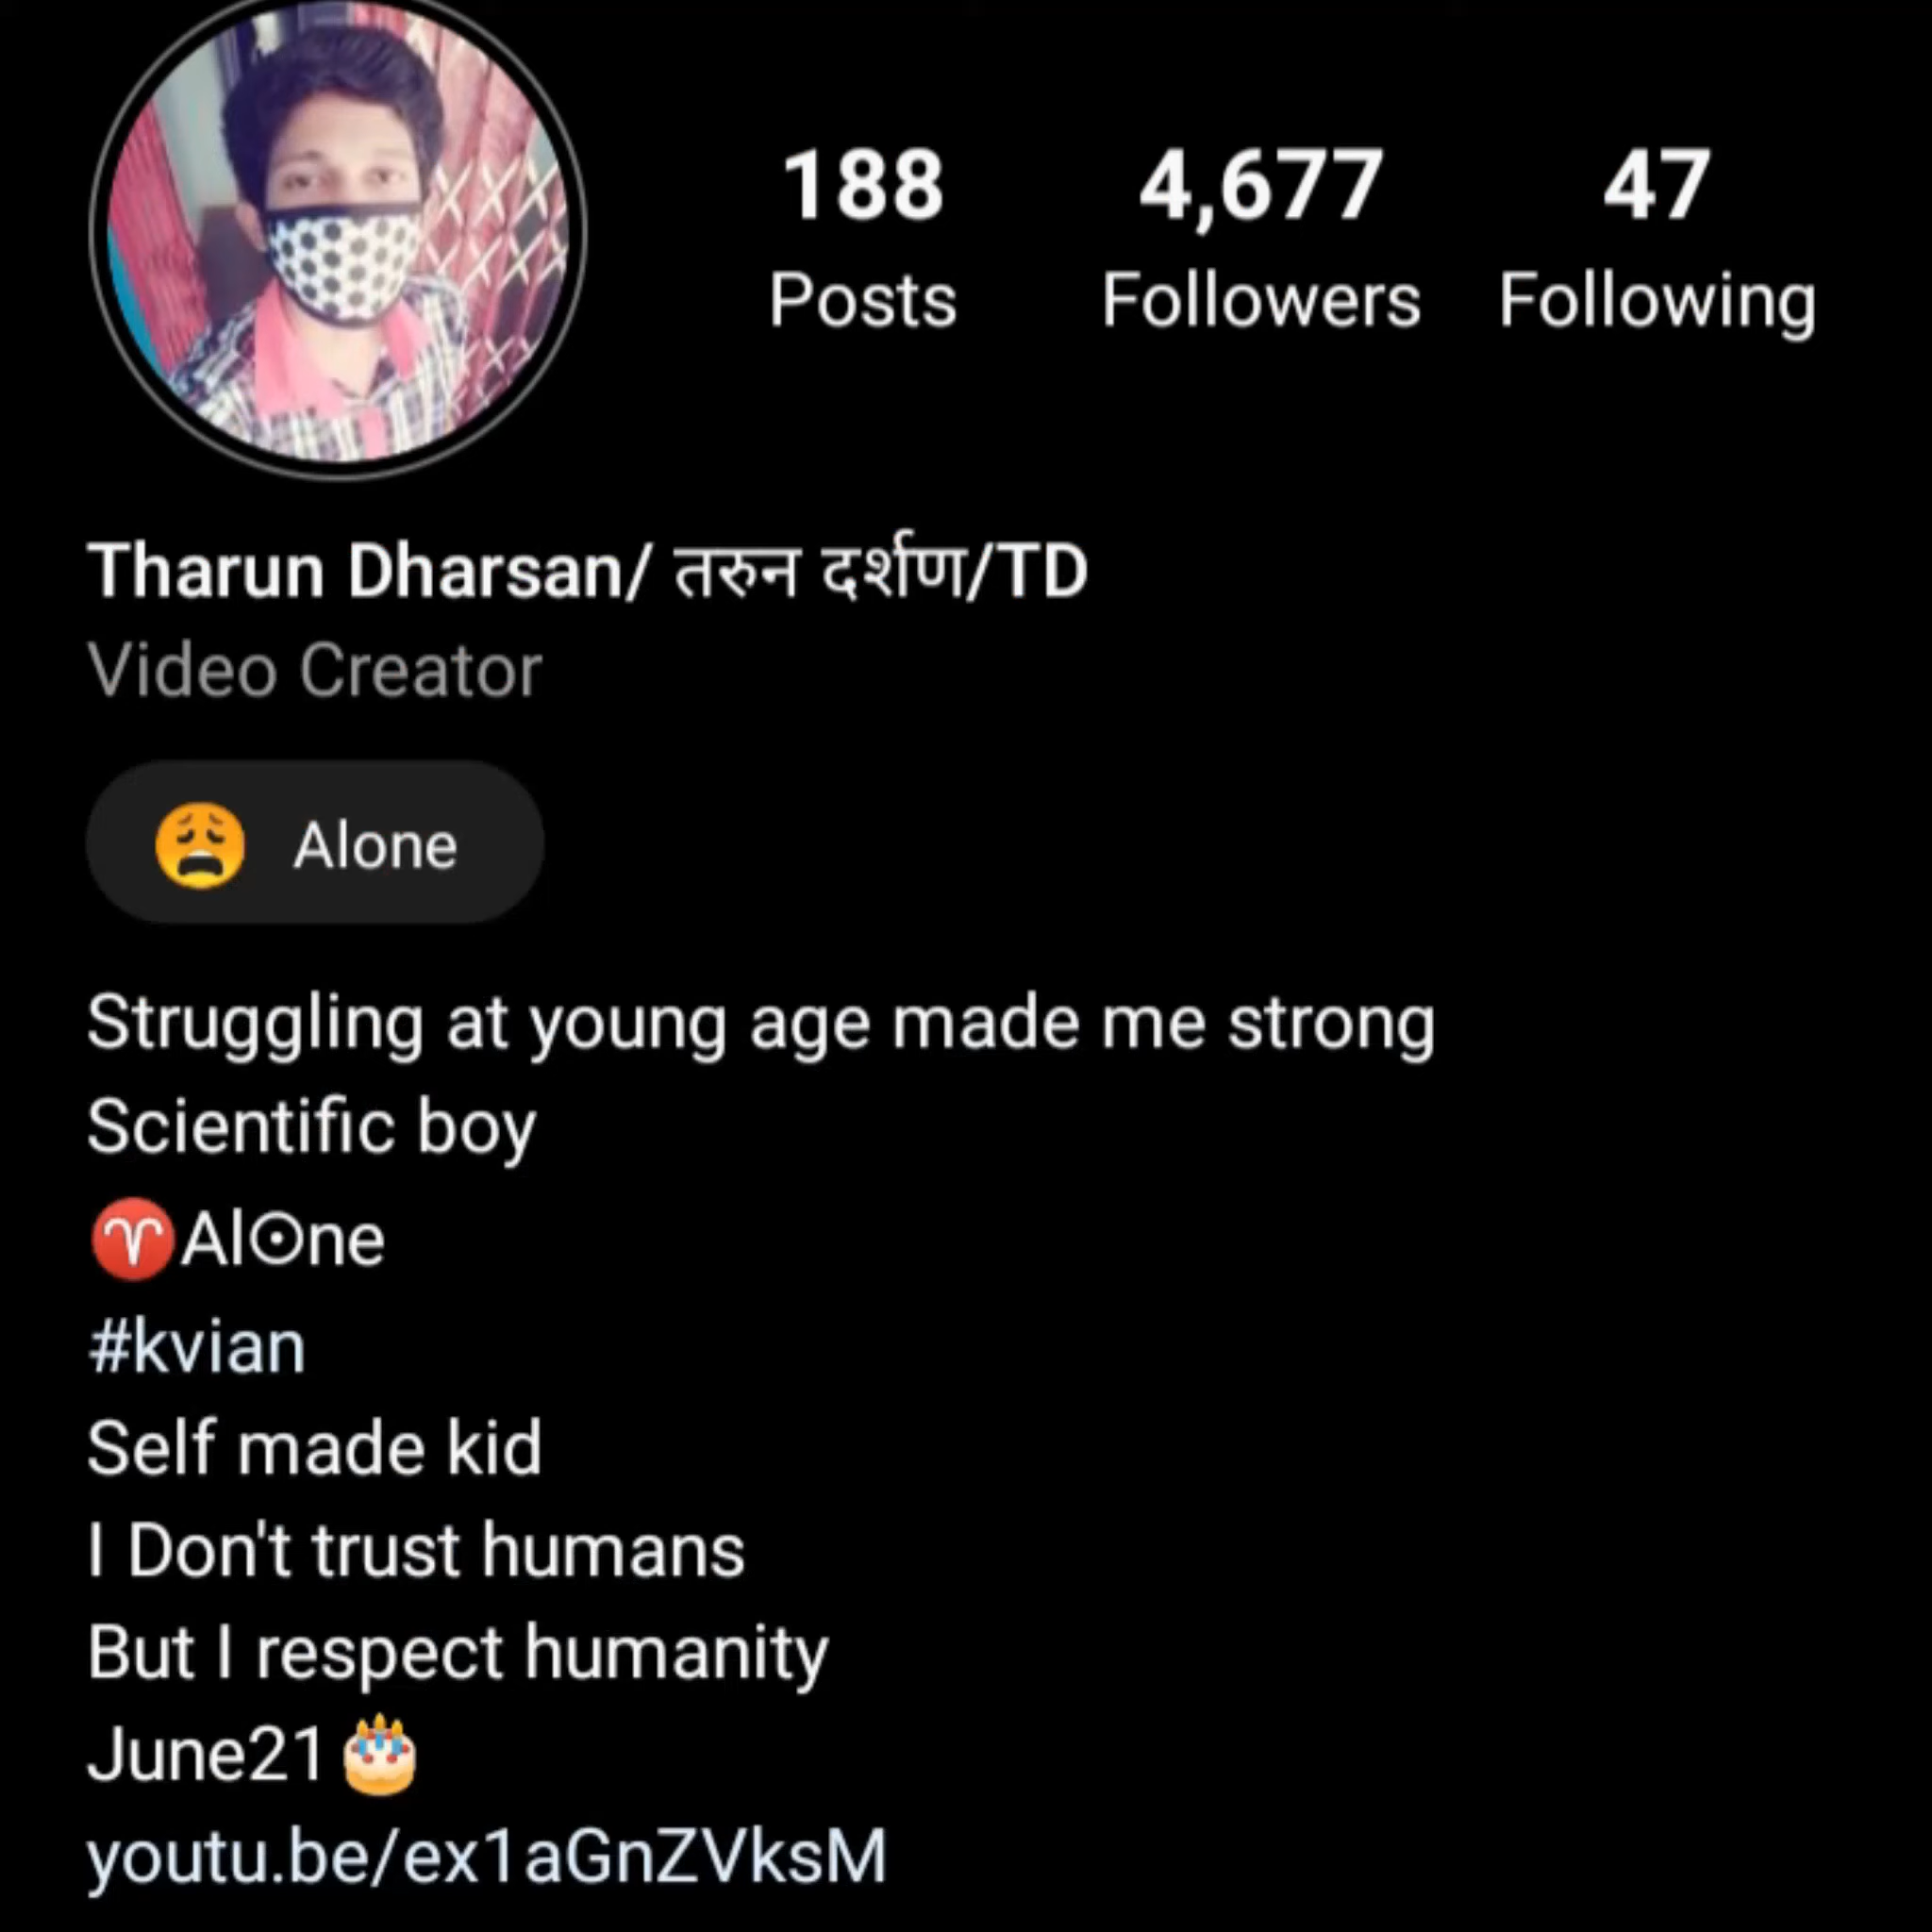 188 4,677 47
Posts Followers Following
Tharun Dharsan/ तरुन दर्शण/TD
Video Creator
😩 Alone
Struggling at young age made me strong
Scientific boy
♈Al⊙ne
#kvian
Self made kid
I Don't trust humans
But I respect humanity
June21🎂
youtu.be/ex1aGnZVksM